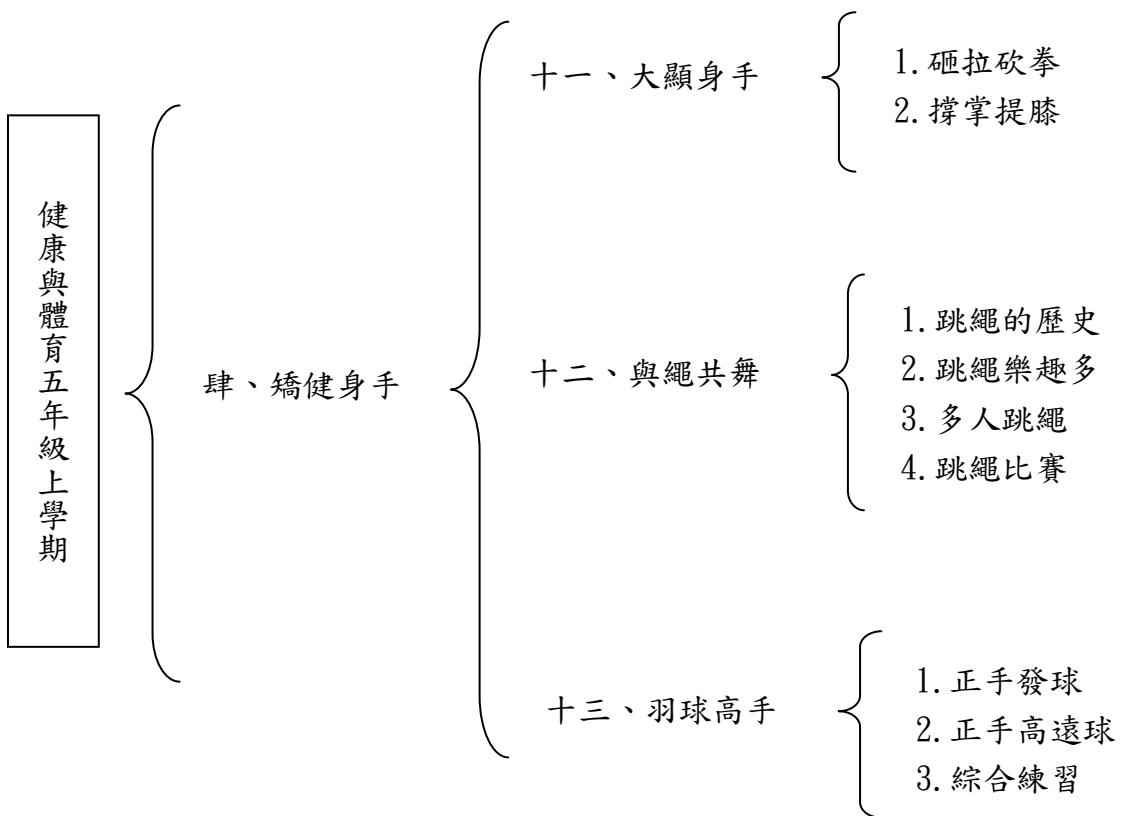 健康與體育五年級上學期
肆、矯健身手
十一、大顯身手
1.砸拉砍拳
2.撐掌提膝
十二、與繩共舞
1.跳繩的歷史
2.跳繩樂趣多
3.多人跳繩
4.跳繩比賽
十三、羽球高手
1.正手發球
2.正手高遠球
3.綜合練習